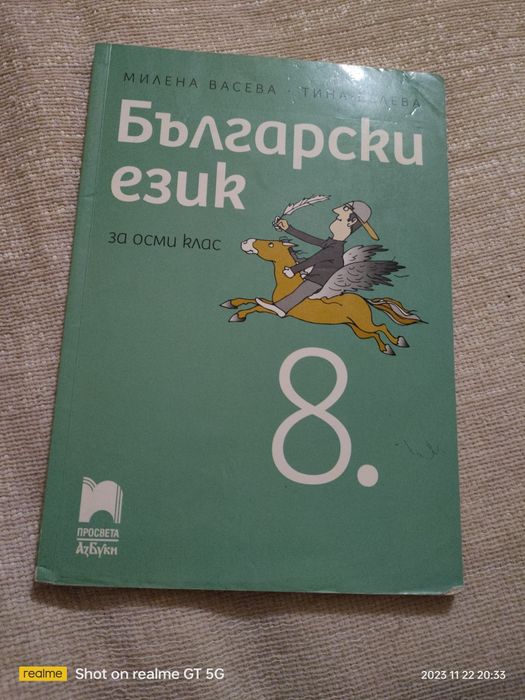 МИЛЕНА ВАСЕВА · ТИНА
Български
език
за осми клас
8.
ПРОСВЕТА
АзБуки
realme Shot on realme GT 5G
2023 11 22 20:33